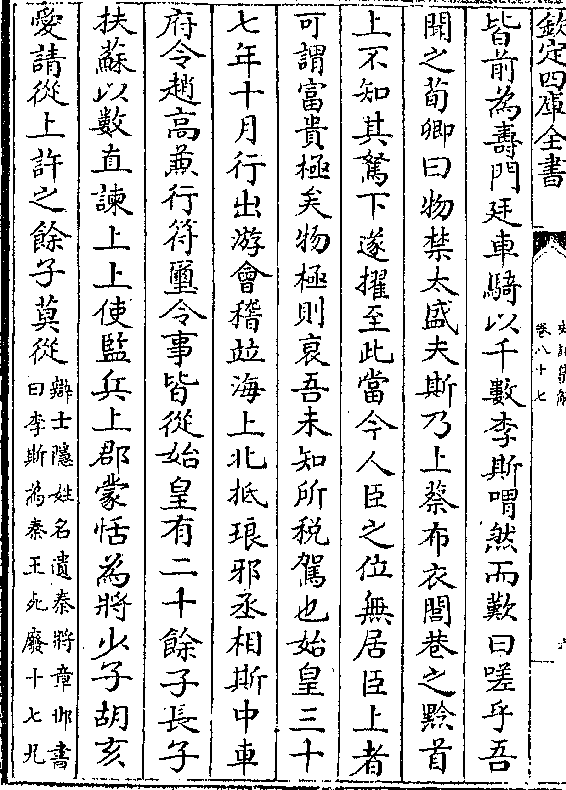 欽定四庫全書
史記集解
卷八十七
皆前為壽門廷車騎以千數李斯喟然而歎曰嗟乎吾
聞之荀卿曰物禁太盛夫斯乃上蔡布衣閭巷之黔首
上不知其駑下遂擢至此當今人臣之位無居臣上者
可謂富貴極矣物極則衰吾未知所稅駕也始皇三十
七年十月行出游會稽竝海上北抵琅邪丞相斯中車
府令趙高兼行符璽令事皆從始皇有二十餘子長子
扶蘇以數直諫上上使監兵上郡蒙恬為將少子胡亥
愛請從上許之餘子莫從
辯士隱姓名遺秦將章邯書
曰李斯為秦王死廢十七兄